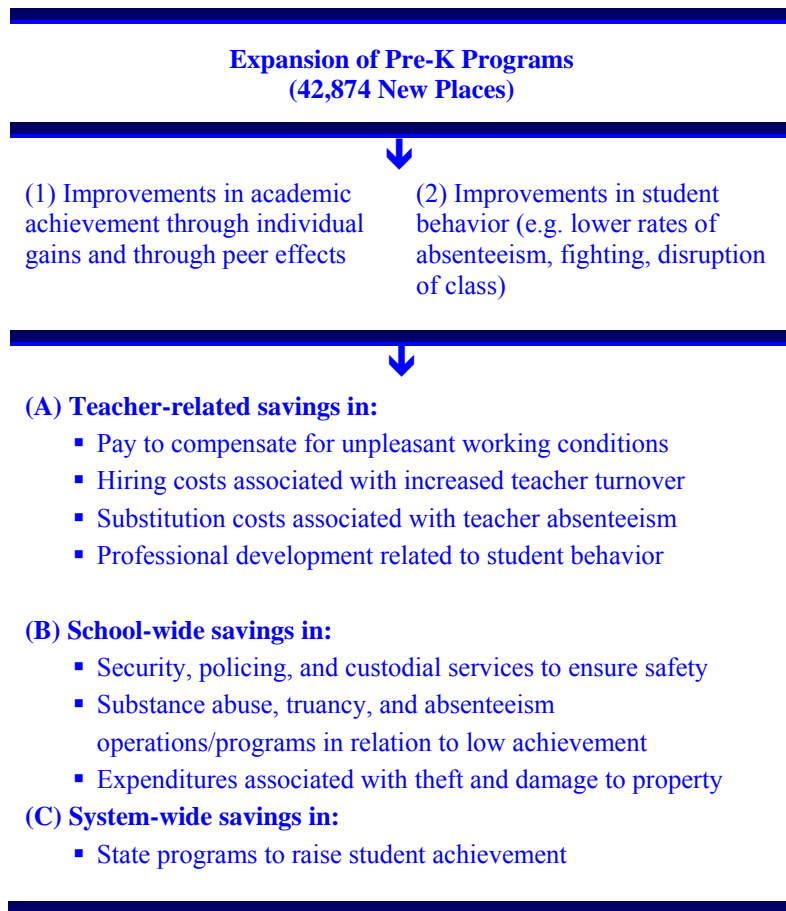 Expansion of Pre-K Programs
(42,874 New Places)
(1) Improvements in academic
achievement through individual
gains and through peer effects
(2) Improvements in student
behavior (e.g. lower rates of
absenteeism, fighting, disruption
of class)
(A) Teacher-related savings in:
▪ Pay to compensate for unpleasant working conditions
▪ Hiring costs associated with increased teacher turnover
▪ Substitution costs associated with teacher absenteeism
▪ Professional development related to student behavior
(B) School-wide savings in:
▪ Security, policing, and custodial services to ensure safety
▪ Substance abuse, truancy, and absenteeism
operations/programs in relation to low achievement
▪ Expenditures associated with theft and damage to property
(C) System-wide savings in:
▪ State programs to raise student achievement